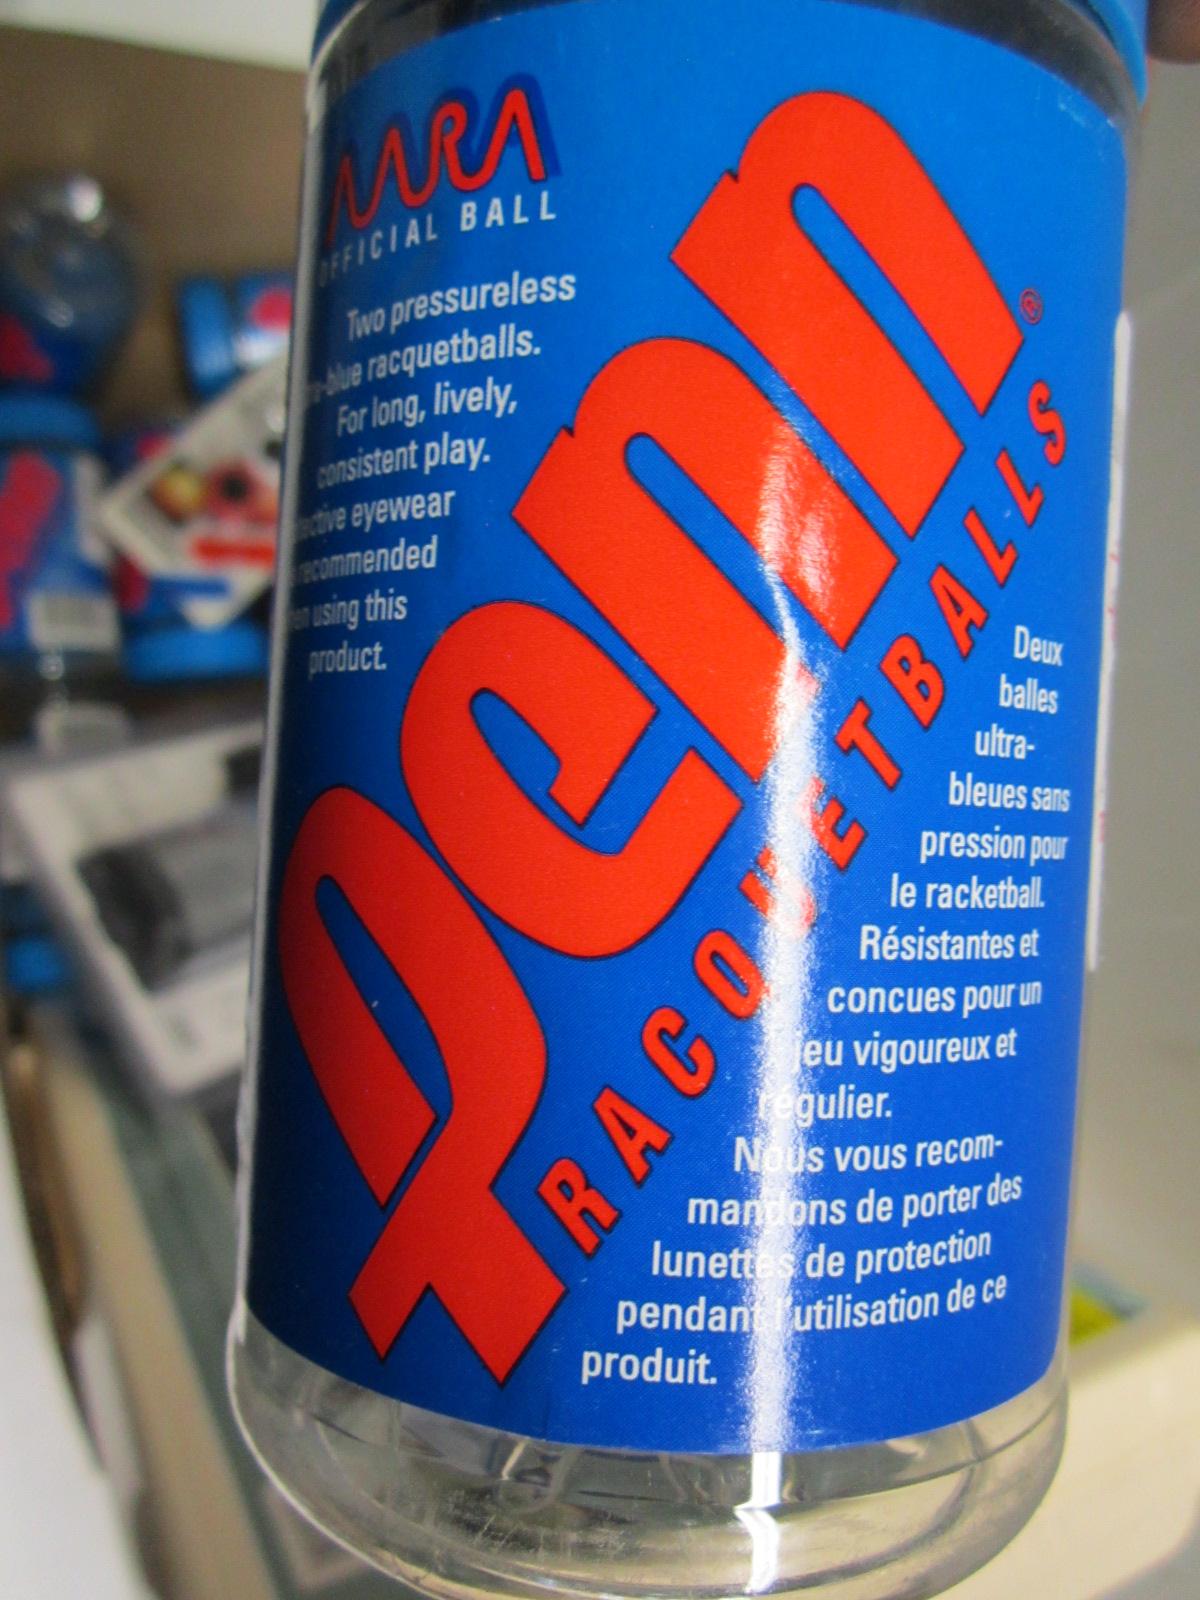 AARA
OFFICIAL BALL
Two pressureless
racquetballs.
For long, lively,
consistent play.
eyewear
recommended
using this
product.
Penn®
RACQUETBALLS
Deux
balles
ultra-
bleues sans
pression pour
le racketball.
Résistantes et
concues pour un
jeu vigoureux et
régulier.
Nous vous recom-
mandons de porter des
lunettes de protection
pendant l'utilisation de ce
produit.